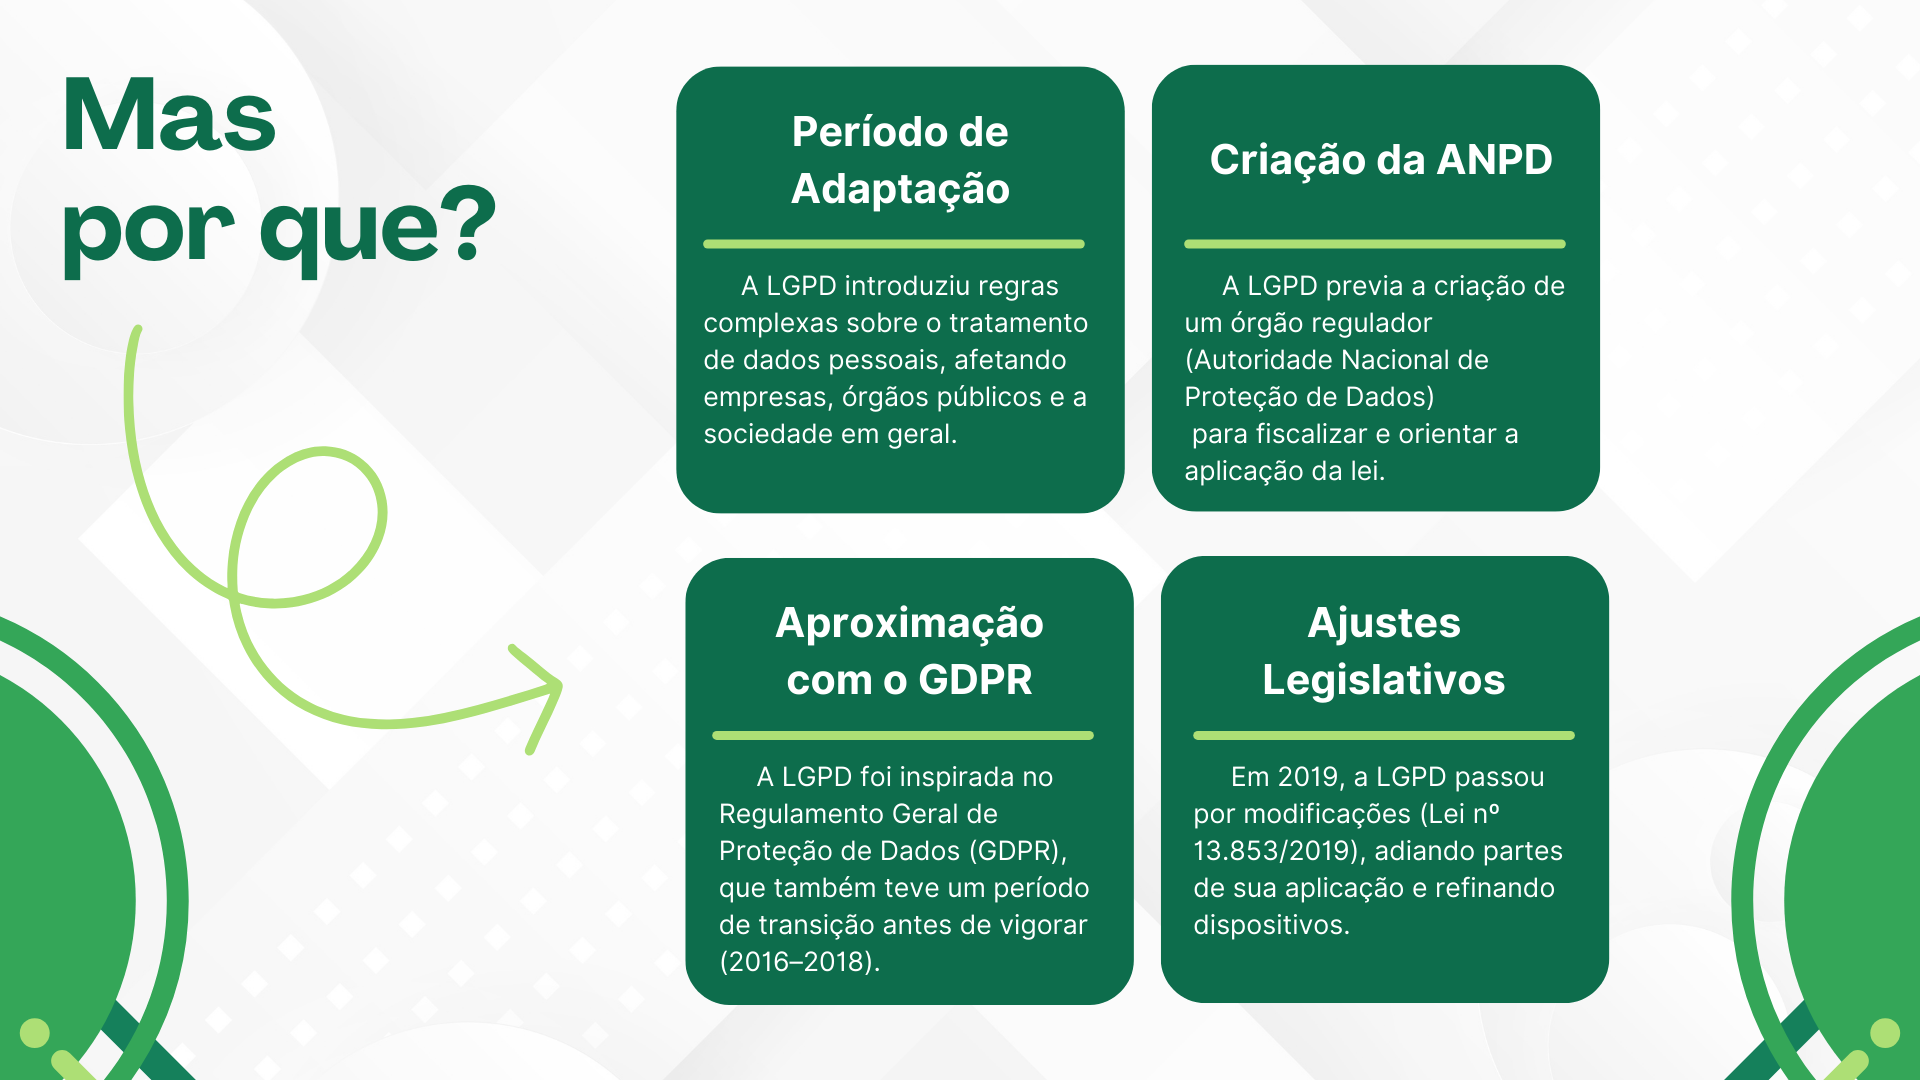 Mas
por que?
Período de
Adaptação
A LGPD introduziu regras
complexas sobre o tratamento
de dados pessoais, afetando
empresas, órgãos públicos e a
sociedade em geral.
Criação da ANPD
A LGPD previa a criação de
um órgão regulador
(Autoridade Nacional de
Proteção de Dados)
para fiscalizar e orientar a
aplicação da lei.
Aproximação
com o GDPR
A LGPD foi inspirada no
Regulamento Geral de
Proteção de Dados (GDPR),
que também teve um período
de transição antes de vigorar
(2016–2018).
Ajustes
Legislativos
Em 2019, a LGPD passou
por modificações (Lei nº
13.853/2019), adiando partes
de sua aplicação e refinando
dispositivos.